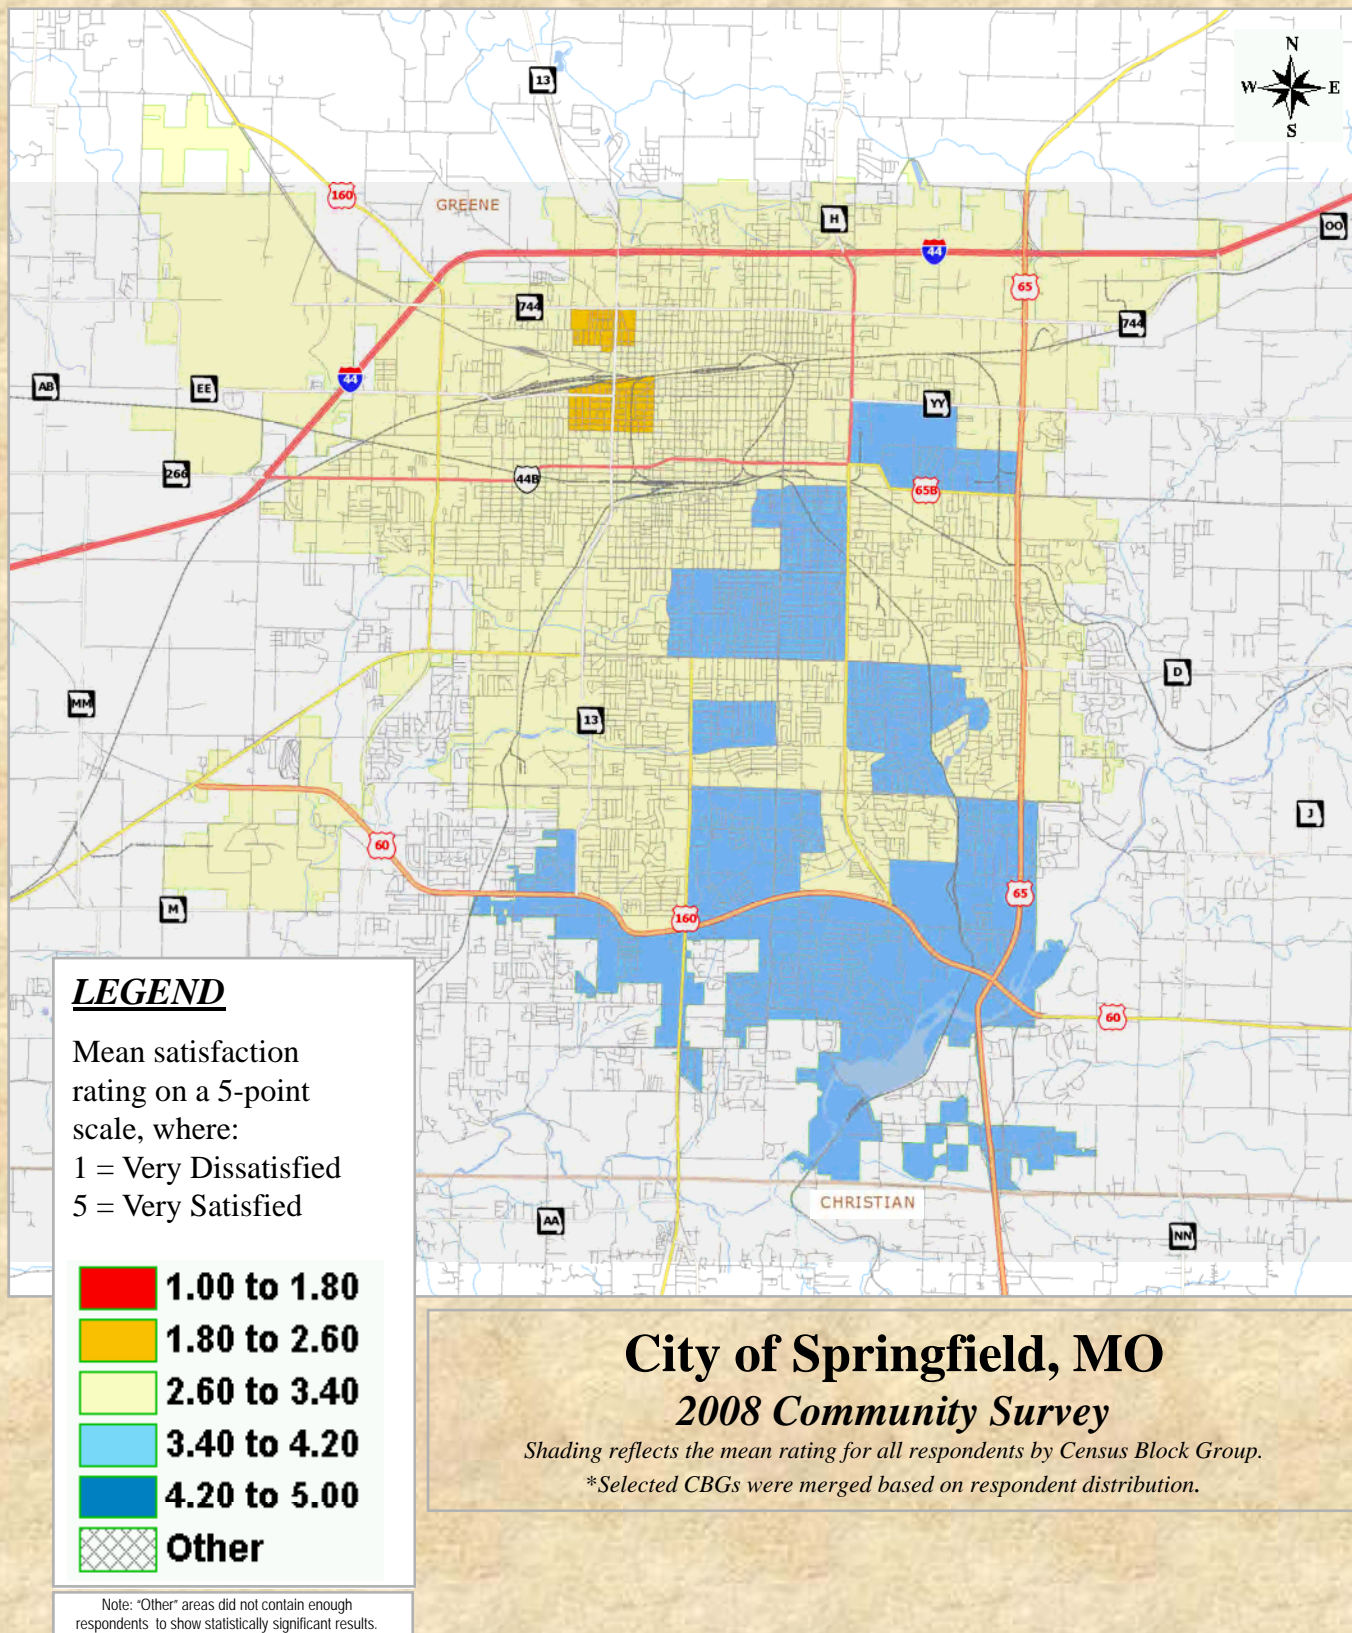 N
W E
S
13
160
GREENE
H
OO
44
65
744
744
44
AB
EE
YY
266
44B
65B
D
MM
13
J
60
65
M
160
60
CHRISTIAN
AA
NN
LEGEND
Mean satisfaction
rating on a 5-point
scale, where:
1 = Very Dissatisfied
5 = Very Satisfied
1.00 to 1.80
1.80 to 2.60
2.60 to 3.40
3.40 to 4.20
4.20 to 5.00
Other
Note: “Other” areas did not contain enough
respondents to show statistically significant results.
City of Springfield, MO
2008 Community Survey
Shading reflects the mean rating for all respondents by Census Block Group.
*Selected CBGs were merged based on respondent distribution.